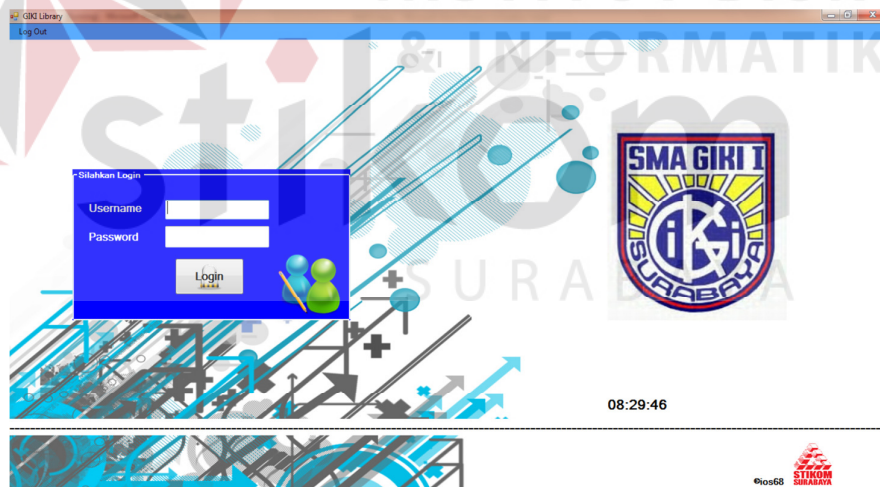 & INFORMATIK
GIKI Library
Log Out
stikom
SURABAYA
SMA GIKI I
GIKI
SURABAYA
Silahkan Login
Username
Password
Login
08:29:46
©ios68
STIKOM
SURABAYA